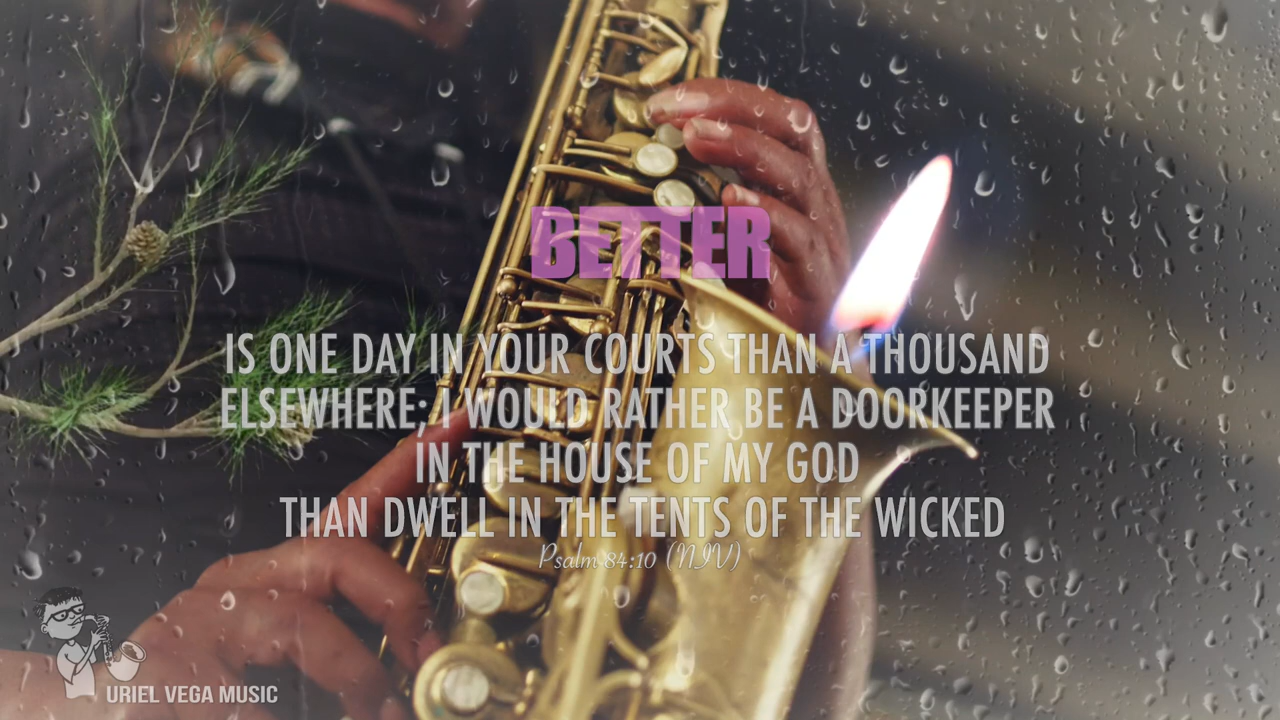 BETTER
IS ONE DAY IN YOUR COURTS THAN A THOUSAND
ELSEWHERE; I WOULD RATHER BE A DOORKEEPER
IN THE HOUSE OF MY GOD
THAN DWELL IN THE TENTS OF THE WICKED
Psalm 84:10 (NIV)
URIEL VEGA MUSIC